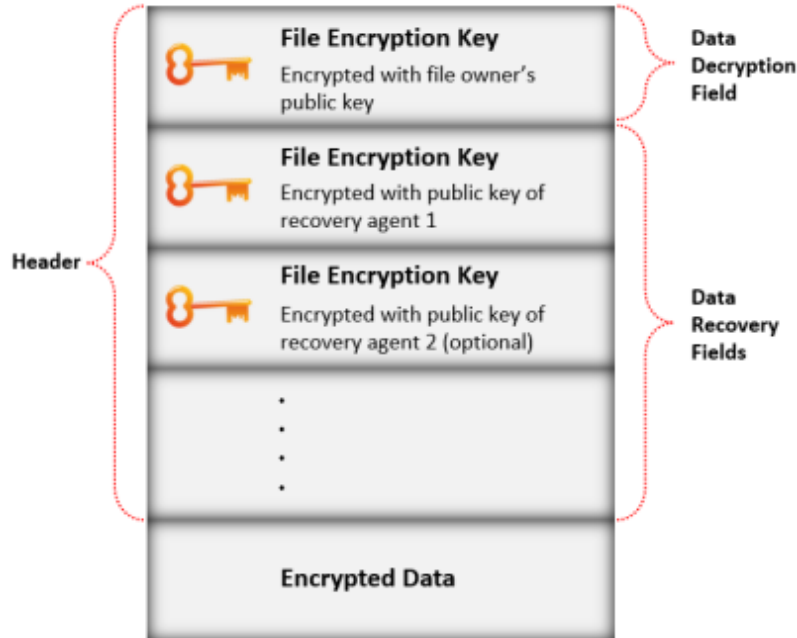 File Encryption Key
Encrypted with file owner's
public key
Data
Decryption
Field
File Encryption Key
Encrypted with public key of
recovery agent 1
Header
File Encryption Key
Encrypted with public key of
recovery agent 2 (optional)
Data
Recovery
Fields
Encrypted Data